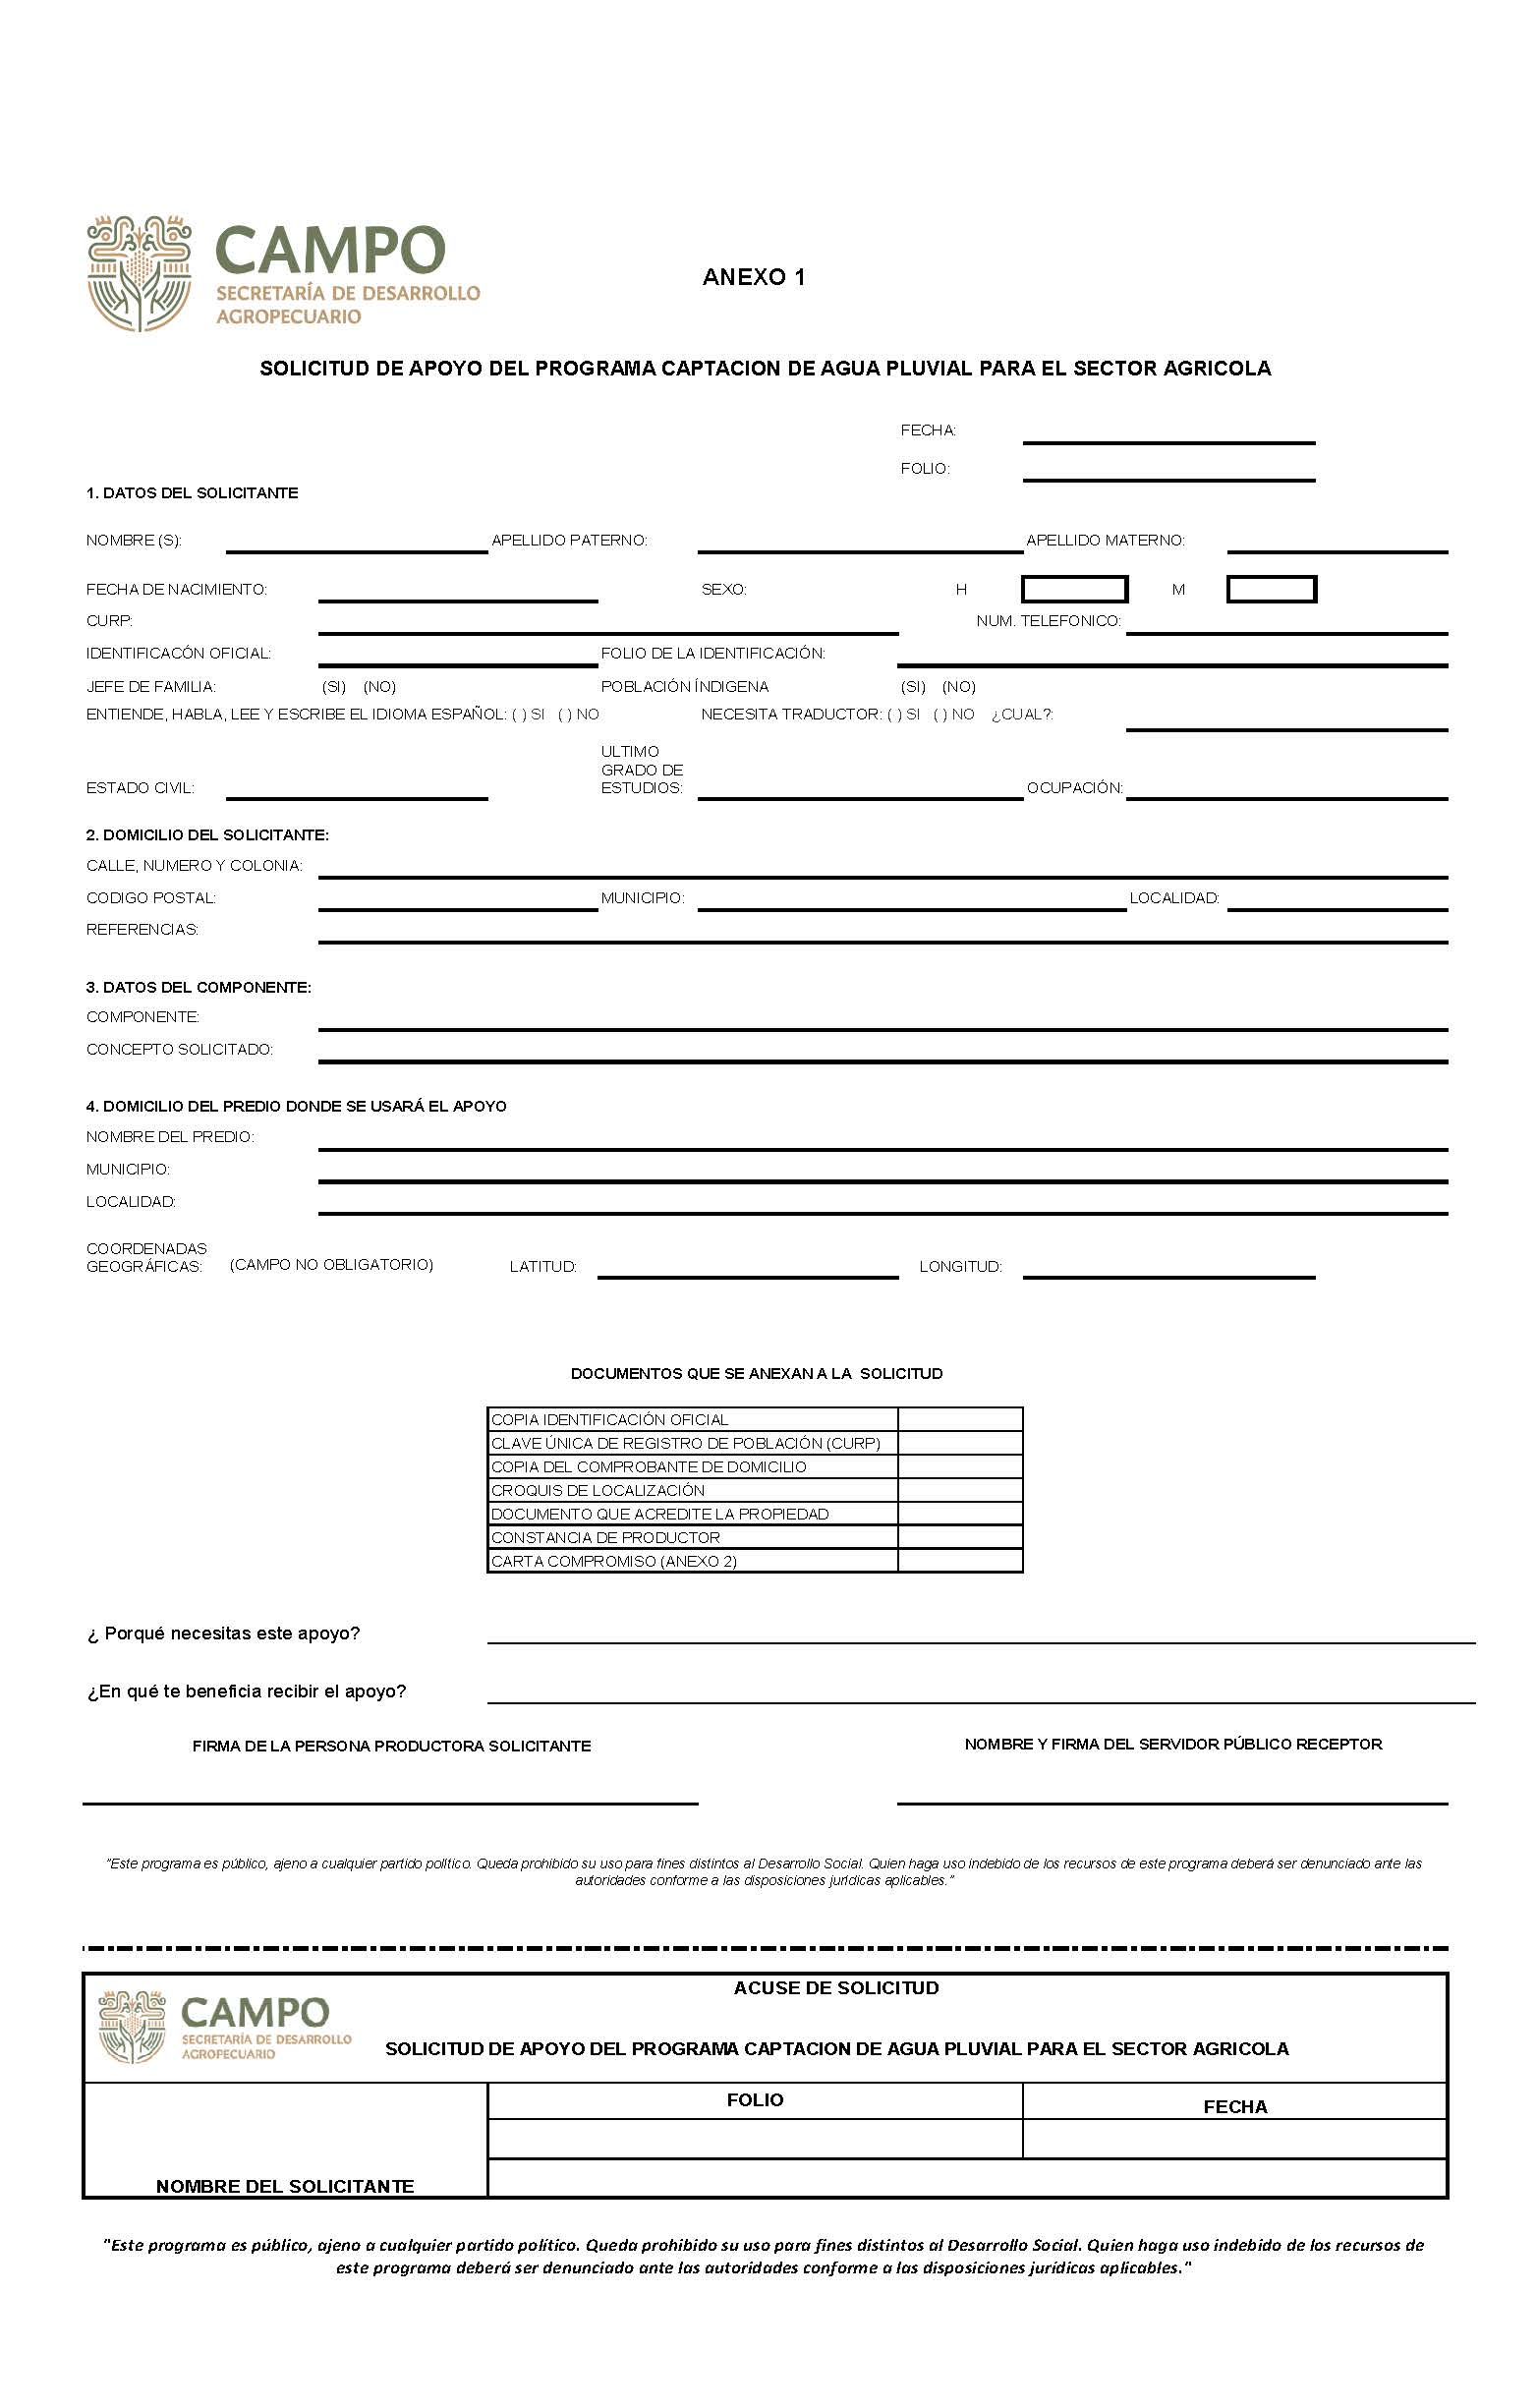 CAMPO
SECRETARÍA DE DESARROLLO
AGROPECUARIO
ANEXO 1
SOLICITUD DE APOYO DEL PROGRAMA CAPTACION DE AGUA PLUVIAL PARA EL SECTOR AGRICOLA
FECHA:
FOLIO:
1. DATOS DEL SOLICITANTE
NOMBRE (S): APELLIDO PATERNO: APELLIDO MATERNO:
FECHA DE NACIMIENTO: SEXO: H M
CURP: NUM. TELEFONICO:
IDENTIFICACÓN OFICIAL: FOLIO DE LA IDENTIFICACIÓN:
JEFE DE FAMILIA: (SI) (NO) POBLACIÓN ÍNDIGENA (SI) (NO)
ENTIENDE, HABLA, LEE Y ESCRIBE EL IDIOMA ESPAÑOL: ( ) SI ( ) NO NECESITA TRADUCTOR: ( ) SI ( ) NO ¿CUAL?:
ULTIMO
GRADO DE
ESTADO CIVIL: ESTUDIOS: OCUPACIÓN:
2. DOMICILIO DEL SOLICITANTE:
CALLE, NUMERO Y COLONIA:
CODIGO POSTAL: MUNICIPIO: LOCALIDAD:
REFERENCIAS:
3. DATOS DEL COMPONENTE:
COMPONENTE:
CONCEPTO SOLICITADO:
4. DOMICILIO DEL PREDIO DONDE SE USARÁ EL APOYO
NOMBRE DEL PREDIO:
MUNICIPIO:
LOCALIDAD:
COORDENADAS
GEOGRÁFICAS: (CAMPO NO OBLIGATORIO) LATITUD: LONGITUD:
DOCUMENTOS QUE SE ANEXAN A LA SOLICITUD
COPIA IDENTIFICACIÓN OFICIAL
CLAVE ÚNICA DE REGISTRO DE POBLACIÓN (CURP)
COPIA DEL COMPROBANTE DE DOMICILIO
CROQUIS DE LOCALIZACIÓN
DOCUMENTO QUE ACREDITE LA PROPIEDAD
CONSTANCIA DE PRODUCTOR
CARTA COMPROMISO (ANEXO 2)
¿ Porqué necesitas este apoyo?
¿En qué te beneficia recibir el apoyo?
FIRMA DE LA PERSONA PRODUCTORA SOLICITANTE NOMBRE Y FIRMA DEL SERVIDOR PÚBLICO RECEPTOR
"Este programa es público, ajeno a cualquier partido político. Queda prohibido su uso para fines distintos al Desarrollo Social. Quien haga uso indebido de los recursos de este programa deberá ser denunciado ante las
autoridades conforme a las disposiciones jurídicas aplicables."
ACUSE DE SOLICITUD
CAMPO
SECRETARÍA DE DESARROLLO
AGROPECUARIO
SOLICITUD DE APOYO DEL PROGRAMA CAPTACION DE AGUA PLUVIAL PARA EL SECTOR AGRICOLA
FOLIO FECHA
NOMBRE DEL SOLICITANTE
"Este programa es público, ajeno a cualquier partido político. Queda prohibido su uso para fines distintos al Desarrollo Social. Quien haga uso indebido de los recursos de
este programa deberá ser denunciado ante las autoridades conforme a las disposiciones jurídicas aplicables."